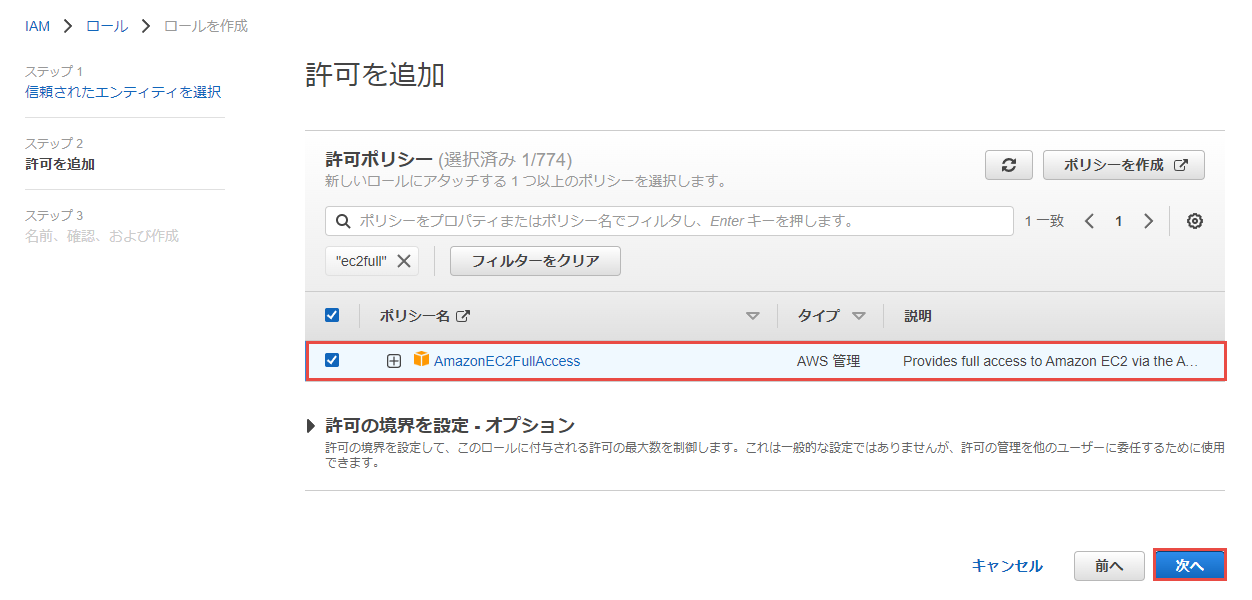 IAM > ロール > ロールを作成
ステップ 1
信頼されたエンティティを選択
ステップ 2
許可を追加
ステップ 3
名前、確認、および作成
許可を追加
許可ポリシー (選択済み 1/774)
新しいロールにアタッチする 1 つ以上のポリシーを選択します。
ポリシーを作成
ポリシーをプロパティまたはポリシー名でフィルタし、Enter キーを押します。
1 一致
1
"ec2full"
フィルターをクリア
ポリシー名 タイプ 説明
AmazonEC2FullAccess AWS 管理 Provides full access to Amazon EC2 via the A...
許可の境界を設定 - オプション
許可の境界を設定して、このロールに付与される許可の最大数を制御します。これは一般的な設定ではありませんが、許可の管理を他のユーザーに委任するために使用
できます。
キャンセル 前へ 次へ